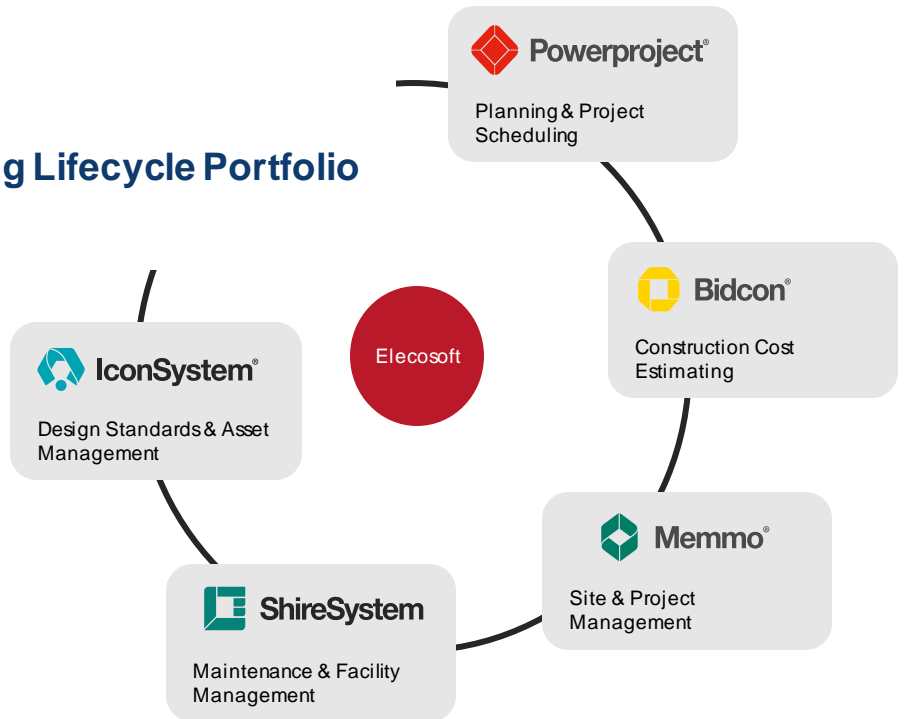 Powerproject®
Planning & Project
Scheduling
g Lifecycle Portfolio
Bidcon®
Construction Cost
Estimating
Elecosoft
IconSystem®
Design Standards & Asset
Management
Memmo®
Site & Project
Management
ShireSystem
Maintenance & Facility
Management